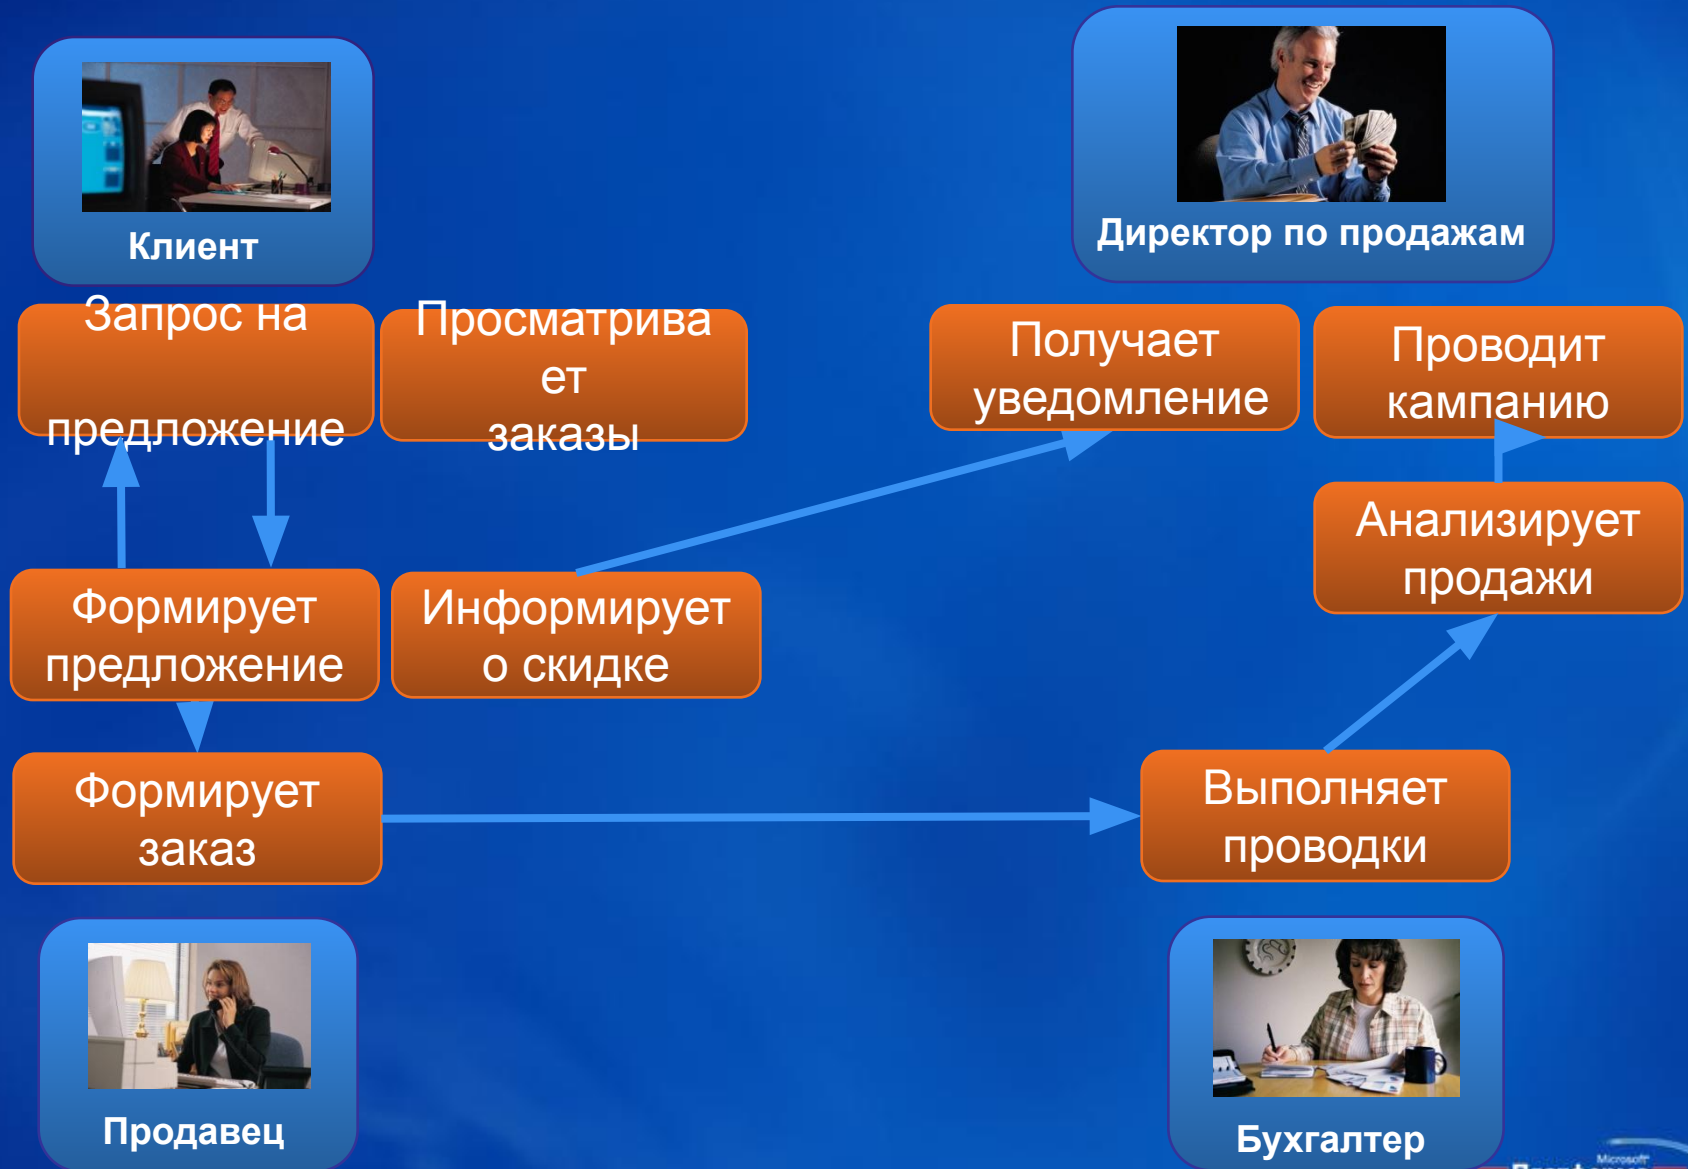 Клиент
Директор по продажам
Запрос на
предложение
Просматрива
ет
заказы
Получает
уведомление
Проводит
кампанию
Анализирует
продажи
Формирует
предложение
Информирует
о скидке
Формирует
заказ
Выполняет
проводки
Продавец
Бухгалтер
Microsoft